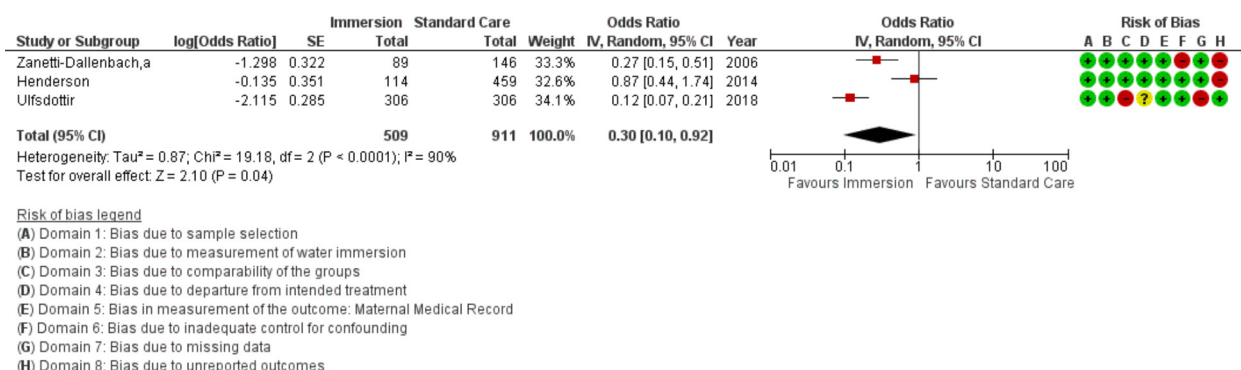 Immersion Standard Care Odds Ratio Odds Ratio Risk of Bias
Study or Subgroup log[Odds Ratio] SE Total Total Weight IV, Random, 95% CI Year IV, Random, 95% CI A B C D E F G H
Zanetti-Dallenbach,a -1.298 0.322 89 146 33.3% 0.27 [0.15, 0.51] 2006 + + + + + - + -
Henderson -0.135 0.351 114 459 32.6% 0.87 [0.44, 1.74] 2014 + + + + + + + -
Ulfsdottir -2.115 0.285 306 306 34.1% 0.12 [0.07, 0.21] 2018 + + - ? + + - +
Total (95% CI) 509 911 100.0% 0.30 [0.10, 0.92]
Heterogeneity: Tau² = 0.87; Chi² = 19.18, df = 2 (P < 0.0001); I² = 90%
Test for overall effect: Z = 2.10 (P = 0.04)
0.01 0.1 1 10 100
Favours Immersion Favours Standard Care
Risk of bias legend
(A) Domain 1: Bias due to sample selection
(B) Domain 2: Bias due to measurement of water immersion
(C) Domain 3: Bias due to comparability of the groups
(D) Domain 4: Bias due to departure from intended treatment
(E) Domain 5: Bias in measurement of the outcome: Maternal Medical Record
(F) Domain 6: Bias due to inadequate control for confounding
(G) Domain 7: Bias due to missing data
(H) Domain 8: Bias due to unreported outcomes